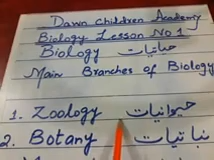 Dawn Children Academy
Biology Lesson No 1
Biology حیاتیات
Main Branches of Biology
1. Zoology حیوانیات
2. Botany نباتیات